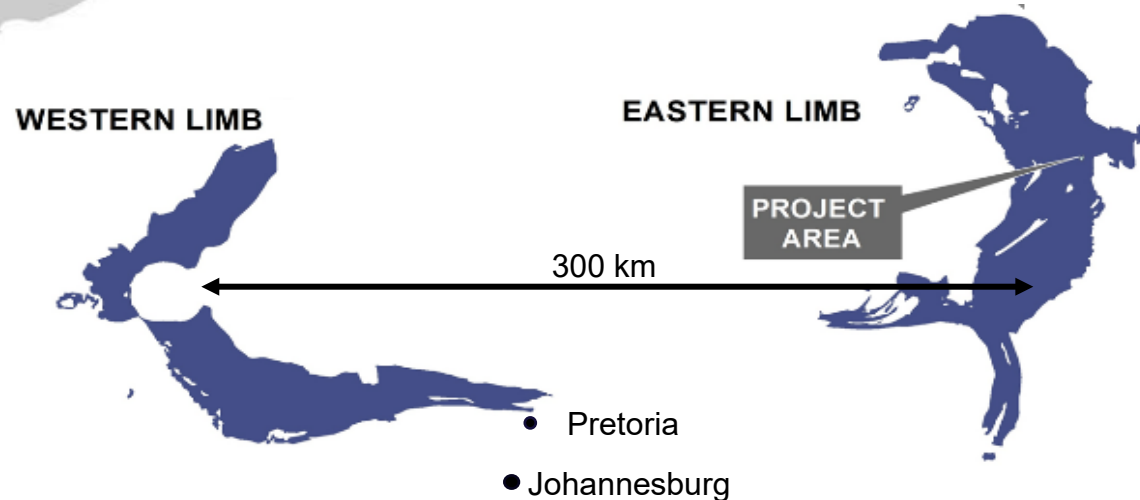 WESTERN LIMB
EASTERN LIMB
PROJECT
AREA
300 km
Pretoria
Johannesburg